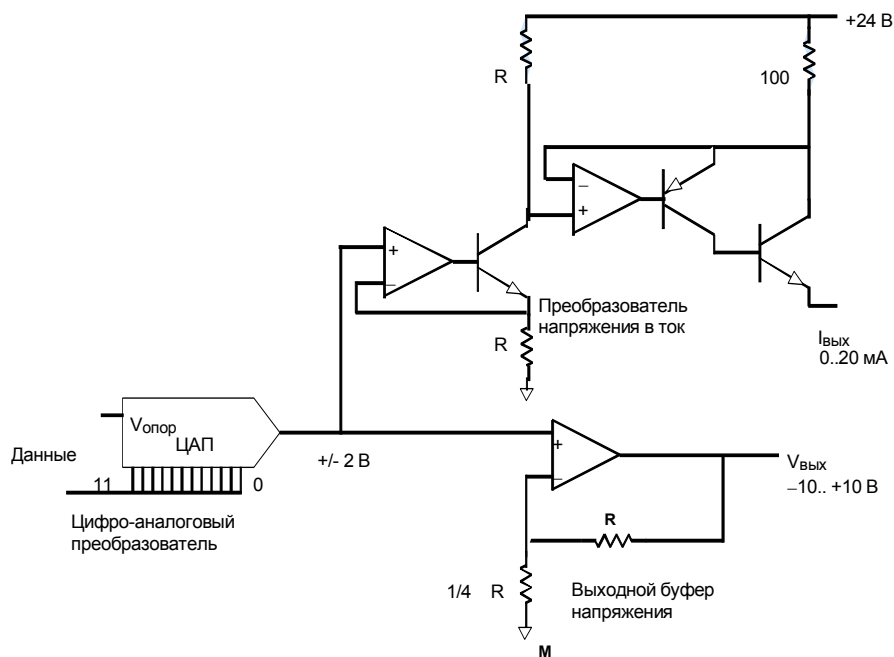 +24 В
R
100
−
+
+
−
Преобразователь
напряжения в ток
R
Iвых
0..20 мА
Vопор
ЦАП
Данные
11
0
+/- 2 В
+
−
Vвых
–10.. +10 В
Цифро-аналоговый
преобразователь
R
1/4 R
Выходной буфер
напряжения
М